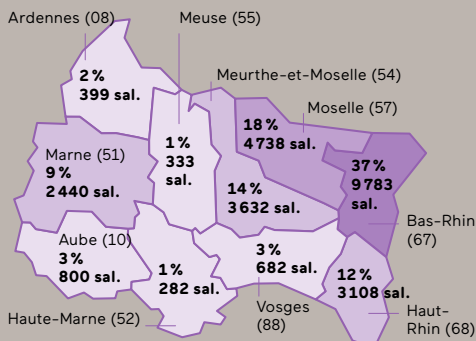 Ardennes (08)
2 %
399 sal.
Meuse (55)
1 %
333
sal.
Meurthe-et-Moselle (54)
14 %
3 632 sal.
Moselle (57)
18 %
4 738 sal.
Marne (51)
9 %
2 440 sal.
37 %
9 783
sal.
Bas-Rhin
(67)
Aube (10)
3 %
800 sal.
1 %
282 sal.
Haute-Marne (52)
3 %
682 sal.
Vosges
(88)
12 %
3 108 sal.
Haut-
Rhin (68)